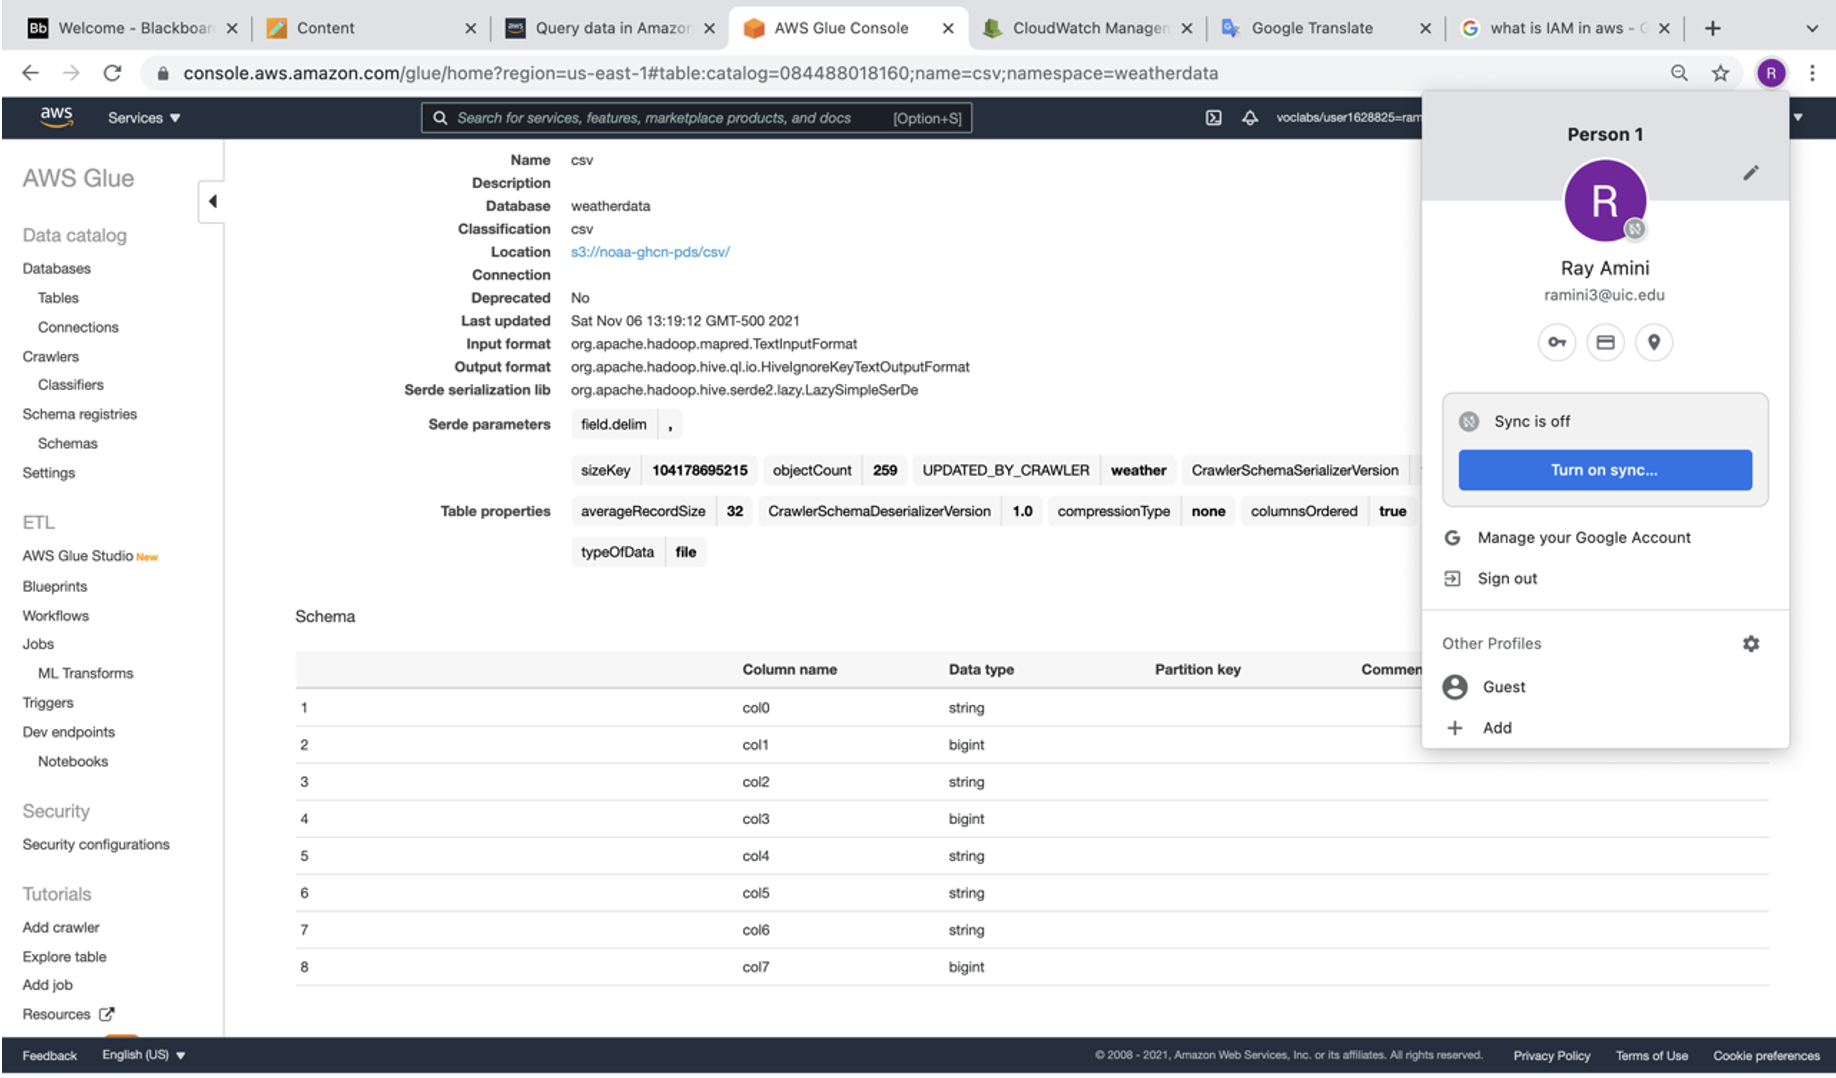 Bb Welcome - Blackboar
Content
Query data in Amazon
AWS Glue Console
CloudWatch Managem
Google Translate
what is IAM in aws - G
console.aws.amazon.com/glue/home?region=us-east-1#table:catalog=084488018160;name=csv;namespace=weatherdata
R
aws
Services
Search for services, features, marketplace products, and docs [Option+S]
voclabs/user1628825=ram
AWS Glue
Data catalog
Databases
Tables
Connections
Crawlers
Classifiers
Schema registries
Schemas
Settings
ETL
AWS Glue Studio New
Blueprints
Workflows
Jobs
ML Transforms
Triggers
Dev endpoints
Notebooks
Security
Security configurations
Tutorials
Add crawler
Explore table
Add job
Resources
Name csv
Description
Database weatherdata
Classification csv
Location s3://noaa-ghcn-pds/csv/
Connection
Deprecated No
Last updated Sat Nov 06 13:19:12 GMT-500 2021
Input format org.apache.hadoop.mapred.TextInputFormat
Output format org.apache.hadoop.hive.ql.io.HiveIgnoreKeyTextOutputFormat
Serde serialization lib org.apache.hadoop.hive.serde2.lazy.LazySimpleSerDe
Serde parameters field.delim ,
sizeKey 104178695215 objectCount 259 UPDATED_BY_CRAWLER weather CrawlerSchemaSerializerVersion
Table properties averageRecordSize 32 CrawlerSchemaDeserializerVersion 1.0 compressionType none columnsOrdered true
typeOfData file
Schema
Column name Data type Partition key Commen
1 col0 string
2 col1 bigint
3 col2 string
4 col3 bigint
5 col4 string
6 col5 string
7 col6 string
8 col7 bigint
Person 1
R
Ray Amini
ramini3@uic.edu
Sync is off
Turn on sync...
Manage your Google Account
Sign out
Other Profiles
Guest
Add
Feedback English (US)
© 2008 - 2021, Amazon Web Services, Inc. or its affiliates. All rights reserved. Privacy Policy Terms of Use Cookie preferences